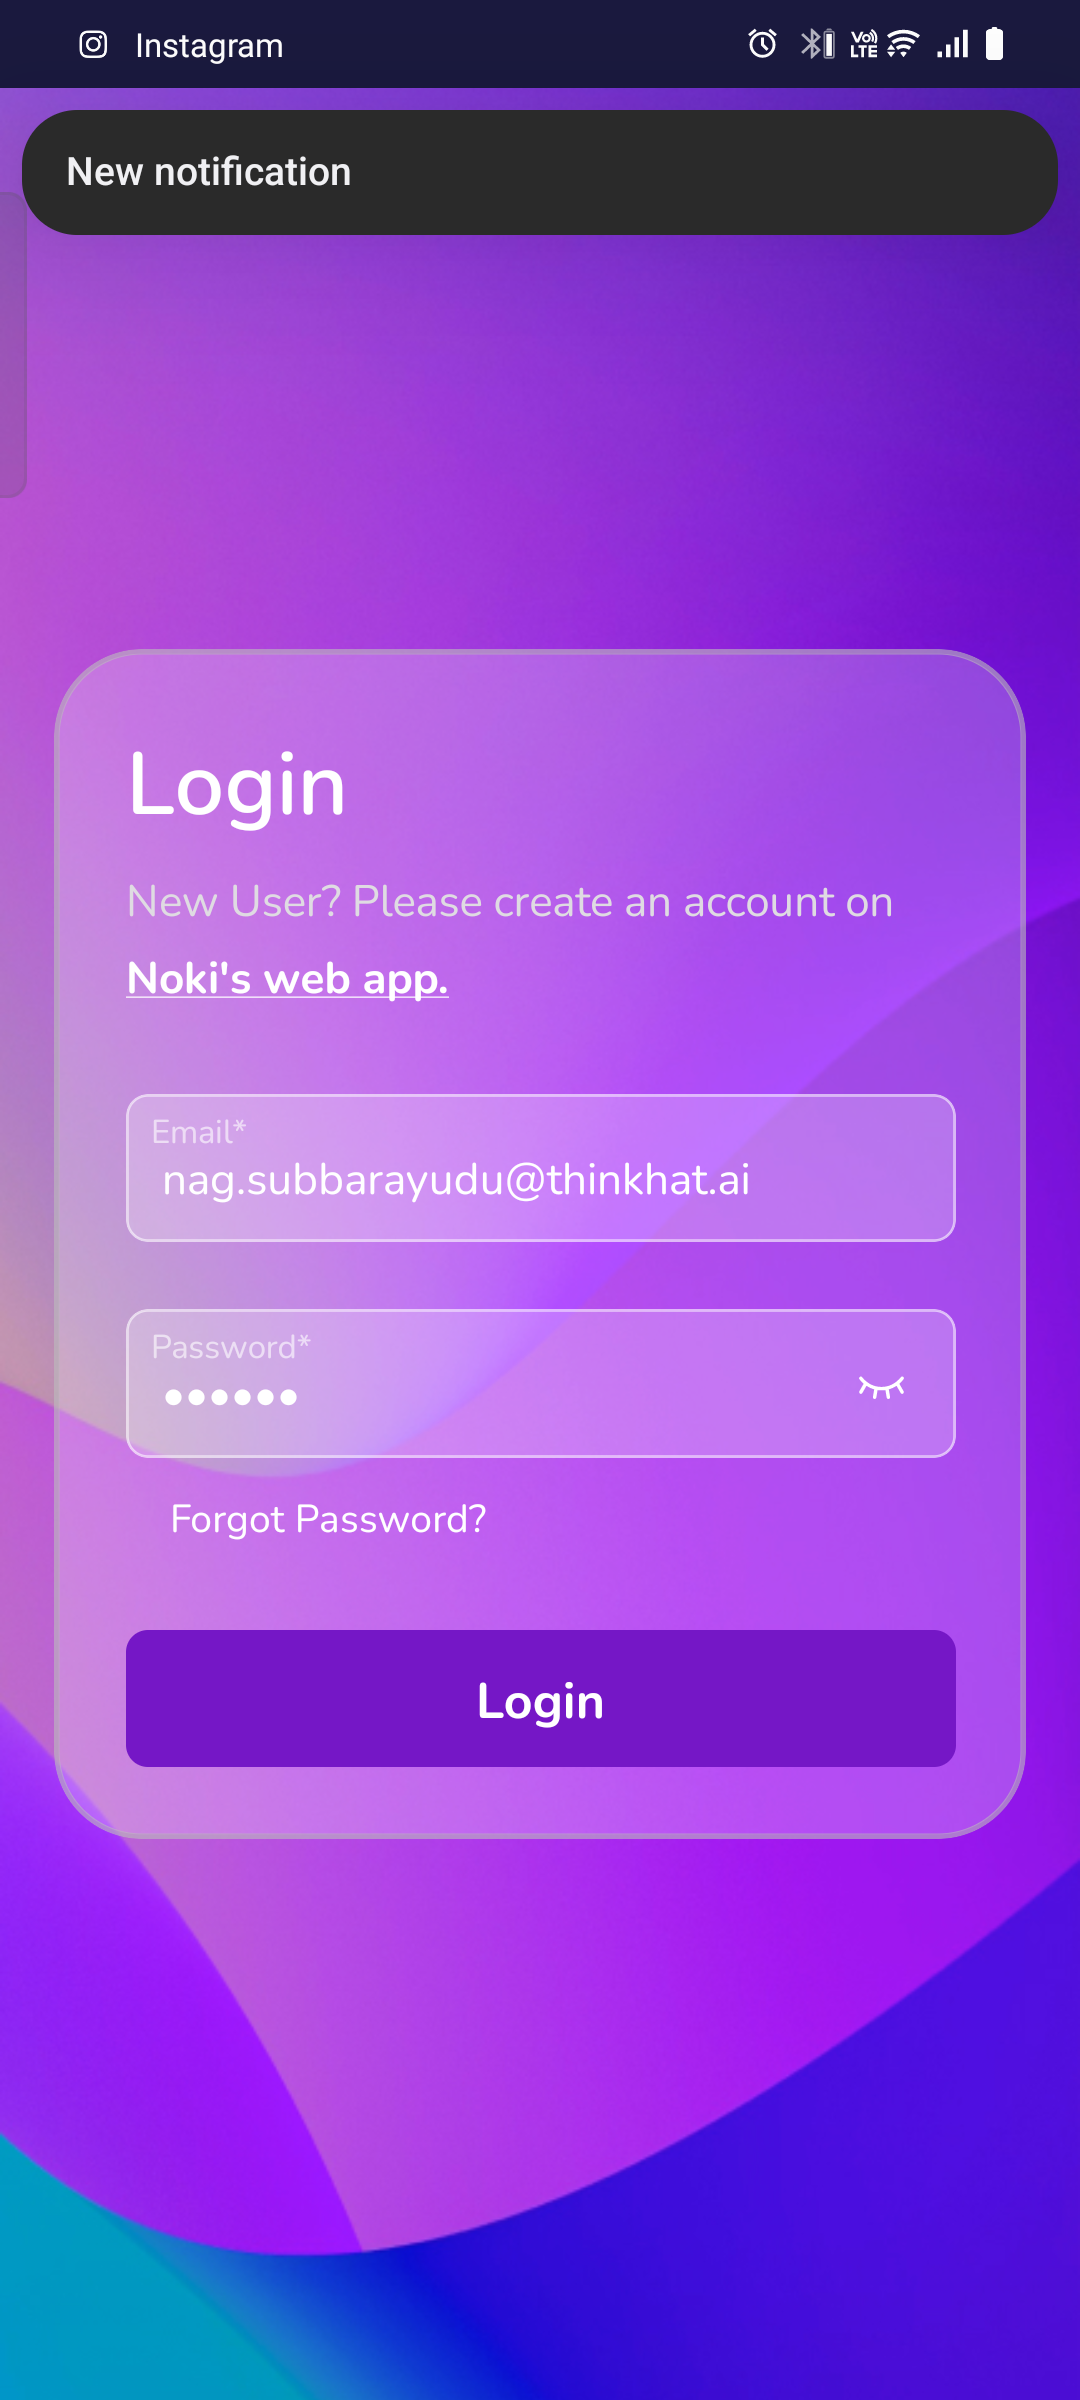 Instagram
Vo) LTE
New notification
Login
New User? Please create an account on
Noki's web app.
Email*
nag.subbarayudu@thinkhat.ai
Password*
••••••
Forgot Password?
Login